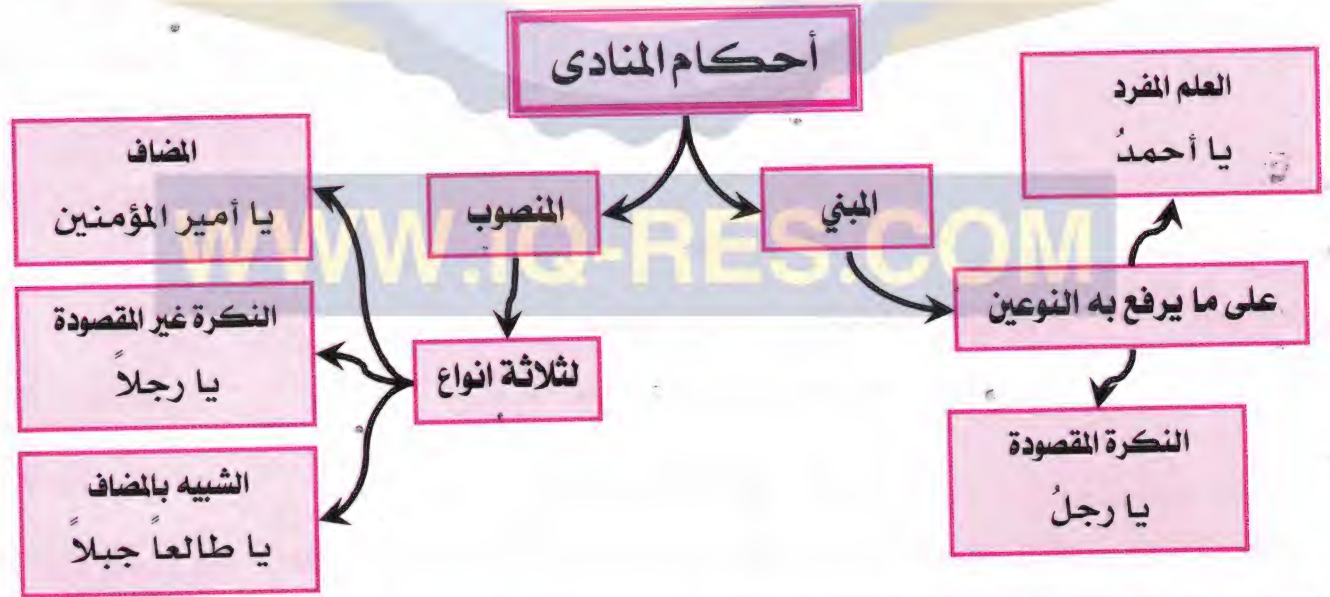 أحكام المنادى
العلم المفرد
يا أحمدُ
المبني
على ما يرفع به النوعين
النكرة المقصودة
يا رجلُ
المنصوب
لثلاثة انواع
المضاف
يا أمير المؤمنين
النكرة غير المقصودة
يا رجلاً
الشبيه بالمضاف
يا طالعاً جبلاً
WWW.IQ-RES.COM